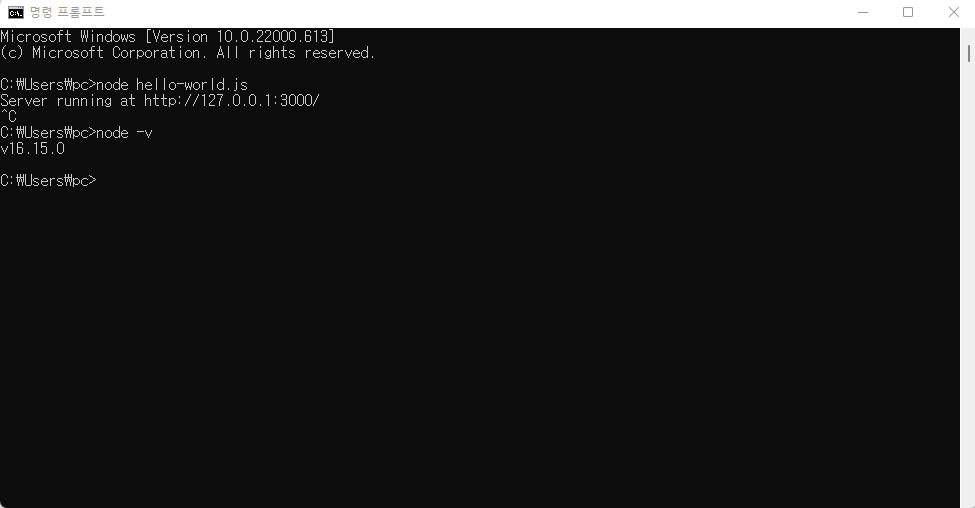 명령 프롬프트
Microsoft Windows [Version 10.0.22000.613]
(c) Microsoft Corporation. All rights reserved.
C:₩Users₩pc>node hello-world.js
Server running at http://127.0.0.1:3000/
^C
C:₩Users₩pc>node -v
v16.15.0
C:₩Users₩pc>